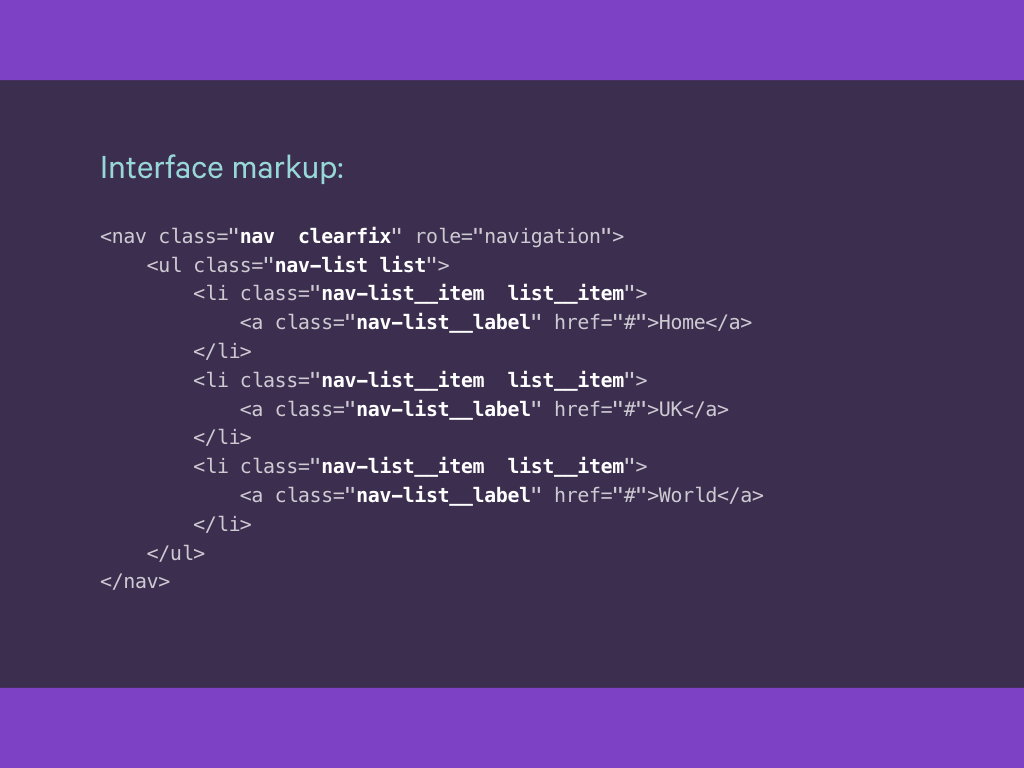 Interface markup:
<nav class="nav  clearfix" role="navigation">
    <ul class="nav-list list">
        <li class="nav-list__item  list__item">
            <a class="nav-list__label" href="#">Home</a>
        </li>
        <li class="nav-list__item  list__item">
            <a class="nav-list__label" href="#">UK</a>
        </li>
        <li class="nav-list__item  list__item">
            <a class="nav-list__label" href="#">World</a>
        </li>
    </ul>
</nav>